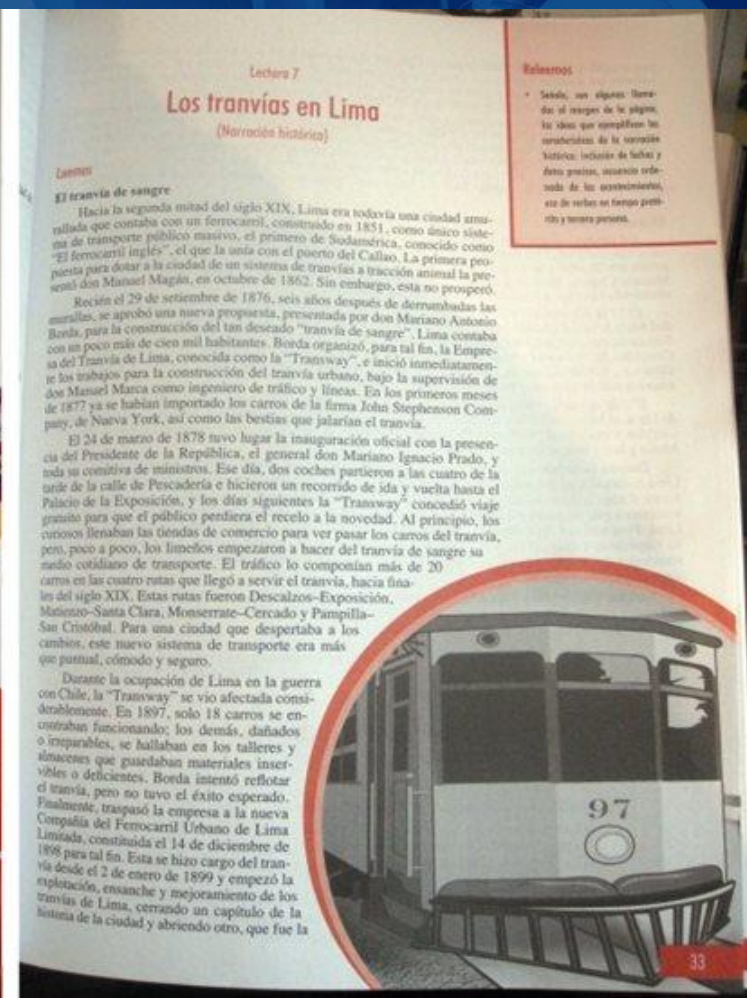 Lectura 7
Los tranvías en Lima
(Narración histórica)
Leemos
El tranvía de sangre
Hacia la segunda mitad del siglo XIX, Lima era todavía una ciudad amu-
rallada que contaba con un ferrocarril, construido en 1851, como único siste-
ma de transporte público masivo, el primero de Sudamérica, conocido como
"El ferrocarril inglés", el que la unía con el puerto del Callao. La primera pro-
puesta para dotar a la ciudad de un sistema de tranvías a tracción animal la pre-
sentó don Manuel Magán, en octubre de 1862. Sin embargo, esta no prosperó.
Recién el 29 de setiembre de 1876, seis años después de derrumbadas las
murallas, se aprobó una nueva propuesta, presentada por don Mariano Antonio
Borda, para la construcción del tan deseado "tranvía de sangre". Lima contaba
con un poco más de cien mil habitantes. Borda organizó, para tal fin, la Empre-
sa del Tranvía de Lima, conocida como la "Transway", e inició inmediatamen-
te los trabajos para la construcción del tranvía urbano, bajo la supervisión de
don Manuel Marca como ingeniero de tráfico y líneas. En los primeros meses
de 1877 ya se habían importado los carros de la firma John Stephenson Com-
pany, de Nueva York, así como las bestias que jalarían el tranvía.
El 24 de marzo de 1878 tuvo lugar la inauguración oficial con la presen-
cia del Presidente de la República, el general don Mariano Ignacio Prado, y
toda su comitiva de ministros. Ese día, dos coches partieron a las cuatro de la
tarde de la calle de Pescadería e hicieron un recorrido de ida y vuelta hasta el
Palacio de la Exposición, y los días siguientes la "Transway" concedió viaje
gratuito para que el público perdiera el recelo a la novedad. Al principio, los
curiosos llenaban las tiendas de comercio para ver pasar los carros del tranvía,
pero, poco a poco, los limeños empezaron a hacer del tranvía de sangre su
medio cotidiano de transporte. El tráfico lo componían más de 20
carros en las cuatro rutas que llegó a servir el tranvía, hacia fina-
les del siglo XIX. Estas rutas fueron Descalzos–Exposición,
Matienzo–Santa Clara, Monserrate–Cercado y Pampilla–
San Cristóbal. Para una ciudad que despertaba a los
cambios, este nuevo sistema de transporte era más
que puntual, cómodo y seguro.
Durante la ocupación de Lima en la guerra
con Chile, la "Transway" se vio afectada consi-
derablemente. En 1897, solo 18 carros se en-
contraban funcionando; los demás, dañados
o irreparables, se hallaban en los talleres y
almacenes que guardaban materiales inser-
vibles o deficientes. Borda intentó reflotar
el tranvía, pero no tuvo el éxito esperado.
Finalmente, traspasó la empresa a la nueva
Compañía del Ferrocarril Urbano de Lima
Limitada, constituida el 14 de diciembre de
1898 para tal fin. Esta se hizo cargo del tran-
vía desde el 2 de enero de 1899 y empezó la
explotación, ensanche y mejoramiento de los
tranvías de Lima, cerrando un capítulo de la
historia de la ciudad y abriendo otro, que fue la
Releemos
• Señala, con algunas llama-
das al margen de la página,
las ideas que ejemplifican las
características de la narración
histórica: inclusión de fechas y
datos precisos, secuencia orde-
nada de los acontecimientos,
uso de verbos en tiempo preté-
rito y tercera persona.
97
33